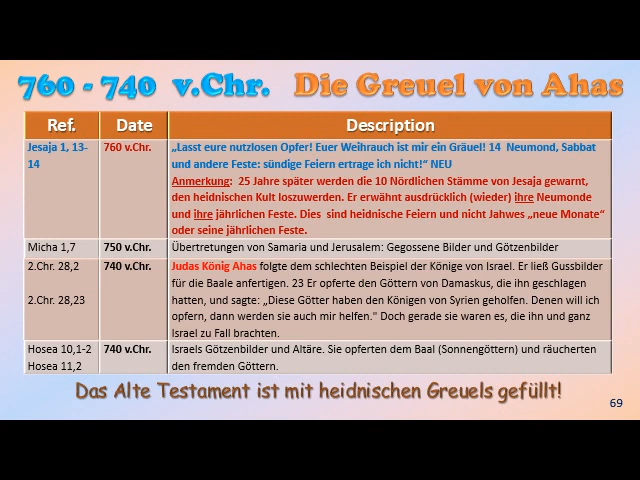 760 - 740 v.Chr. Die Greuel von Ahas
Ref. Date Description
Jesaja 1, 13- 760 v.Chr. „Lasst eure nutzlosen Opfer! Euer Weihrauch ist mir ein Gräuel! 14 Neumond, Sabbat
14 und andere Feste: sündige Feiern ertrage ich nicht!“ NEU
Anmerkung: 25 Jahre später werden die 10 Nördlichen Stämme von Jesaja gewarnt,
den heidnischen Kult loszuwerden. Er erwähnt ausdrücklich (wieder) ihre Neumonde
und ihre jährlichen Feste. Dies sind heidnische Feiern und nicht Jahwes „neue Monate“
oder seine jährlichen Feste.
Micha 1,7 750 v.Chr. Übertretungen von Samaria und Jerusalem: Gegossene Bilder und Götzenbilder
2.Chr. 28,2 740 v.Chr. Judas König Ahas folgte dem schlechten Beispiel der Könige von Israel. Er ließ Gussbilder
für die Baale anfertigen. 23 Er opferte den Göttern von Damaskus, die ihn geschlagen
2.Chr. 28,23 hatten, und sagte: „Diese Götter haben den Königen von Syrien geholfen. Denen will ich
opfern, dann werden sie auch mir helfen." Doch gerade sie waren es, die ihn und ganz
Israel zu Fall brachten.
Hosea 10,1-2 740 v.Chr. Israels Götzenbilder und Altäre. Sie opferten dem Baal (Sonnengöttern) und räucherten
Hosea 11,2 den fremden Göttern.
Das Alte Testament ist mit heidnischen Greuels gefüllt!
69